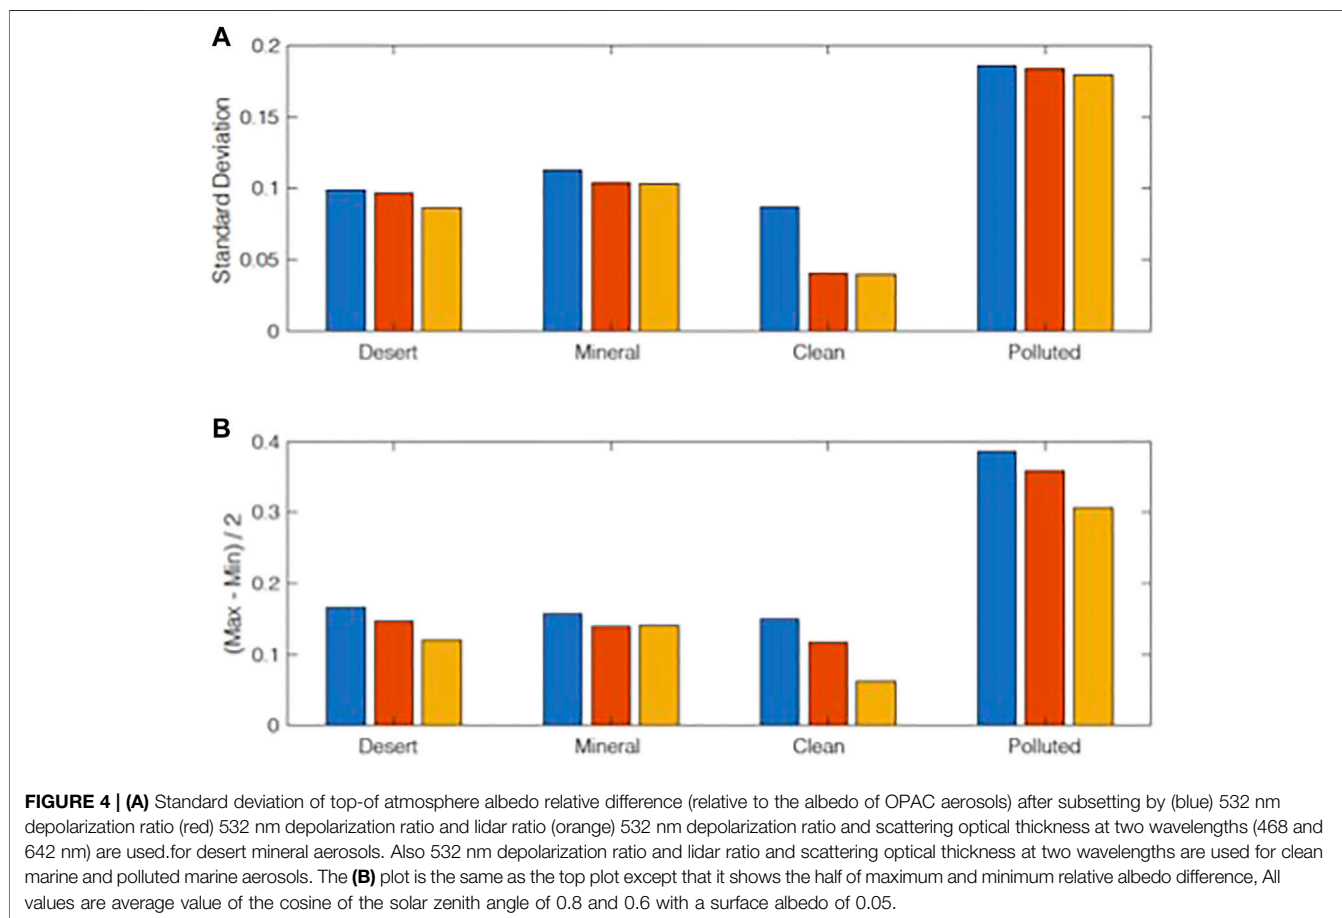 A
0.2
0.15
0.1
0.05
0
Standard Deviation
Desert Mineral Clean Polluted
B
0.4
0.3
0.2
0.1
0
(Max - Min) / 2
Desert Mineral Clean Polluted
FIGURE 4 | (A) Standard deviation of top-of atmosphere albedo relative difference (relative to the albedo of OPAC aerosols) after subsetting by (blue) 532 nm
depolarization ratio (red) 532 nm depolarization ratio and lidar ratio (orange) 532 nm depolarization ratio and scattering optical thickness at two wavelengths (468 and
642 nm) are used.for desert mineral aerosols. Also 532 nm depolarization ratio and lidar ratio and scattering optical thickness at two wavelengths are used for clean
marine and polluted marine aerosols. The (B) plot is the same as the top plot except that it shows the half of maximum and minimum relative albedo difference, All
values are average value of the cosine of the solar zenith angle of 0.8 and 0.6 with a surface albedo of 0.05.